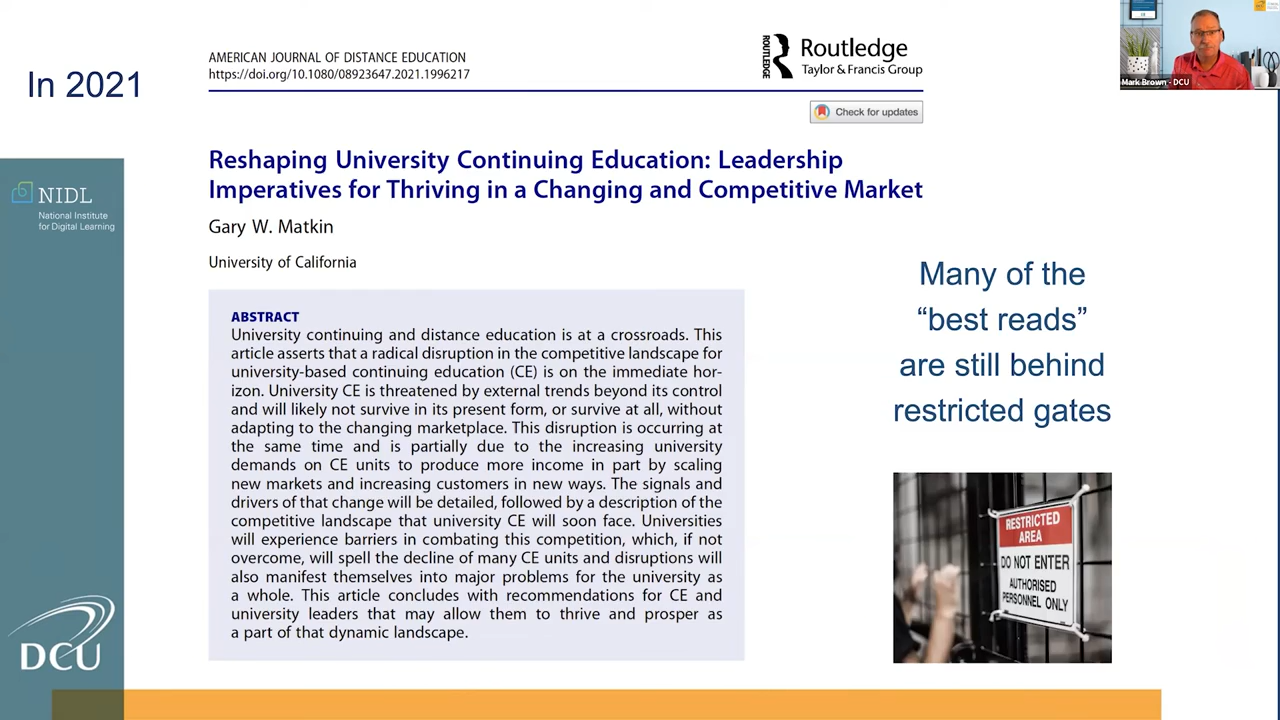 In 2021
AMERICAN JOURNAL OF DISTANCE EDUCATION
https://doi.org/10.1080/08923647.2021.1996217
ROUTLEDGE
Routledge
Taylor & Francis Group
Check for updates
Mark Brown - DCU
Reshaping University Continuing Education: Leadership
Imperatives for Thriving in a Changing and Competitive Market
Gary W. Matkin
University of California
NIDL
National Institute
for Digital Learning
ABSTRACT
University continuing and distance education is at a crossroads. This
article asserts that a radical disruption in the competitive landscape for
university-based continuing education (CE) is on the immediate hor-
izon. University CE is threatened by external trends beyond its control
and will likely not survive in its present form, or survive at all, without
adapting to the changing marketplace. This disruption is occurring at
the same time and is partially due to the increasing university
demands on CE units to produce more income in part by scaling
new markets and increasing customers in new ways. The signals and
drivers of that change will be detailed, followed by a description of the
competitive landscape that university CE will soon face. Universities
will experience barriers in combating this competition, which, if not
overcome, will spell the decline of many CE units and disruptions will
also manifest themselves into major problems for the university as
a whole. This article concludes with recommendations for CE and
university leaders that may allow them to thrive and prosper as
a part of that dynamic landscape.
Many of the
“best reads”
are still behind
restricted gates
RESTRICTED
AREA
DO NOT ENTER
AUTHORISED
PERSONNEL ONLY
DCU